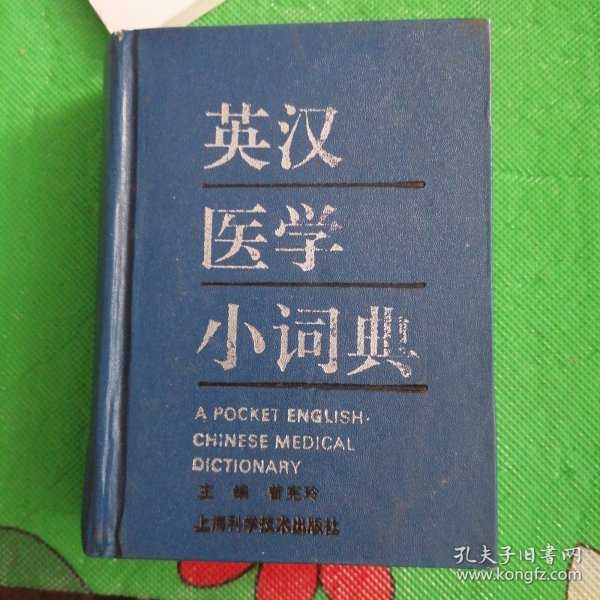 英汉
医学
小词典
A POCKET ENGLISH-
CHINESE MEDICAL
DICTIONARY
主 编 曾宪玲
上海科学技术出版社
孔夫子旧书网
www.kongfz.com